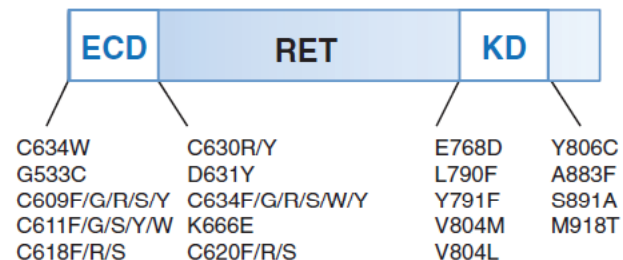 ECD RET KD
C634W C630R/Y E768D Y806C
G533C D631Y L790F A883F
C609F/G/R/S/Y C634F/G/R/S/W/Y Y791F S891A
C611F/G/S/Y/W K666E V804M M918T
C618F/R/S C620F/R/S V804L